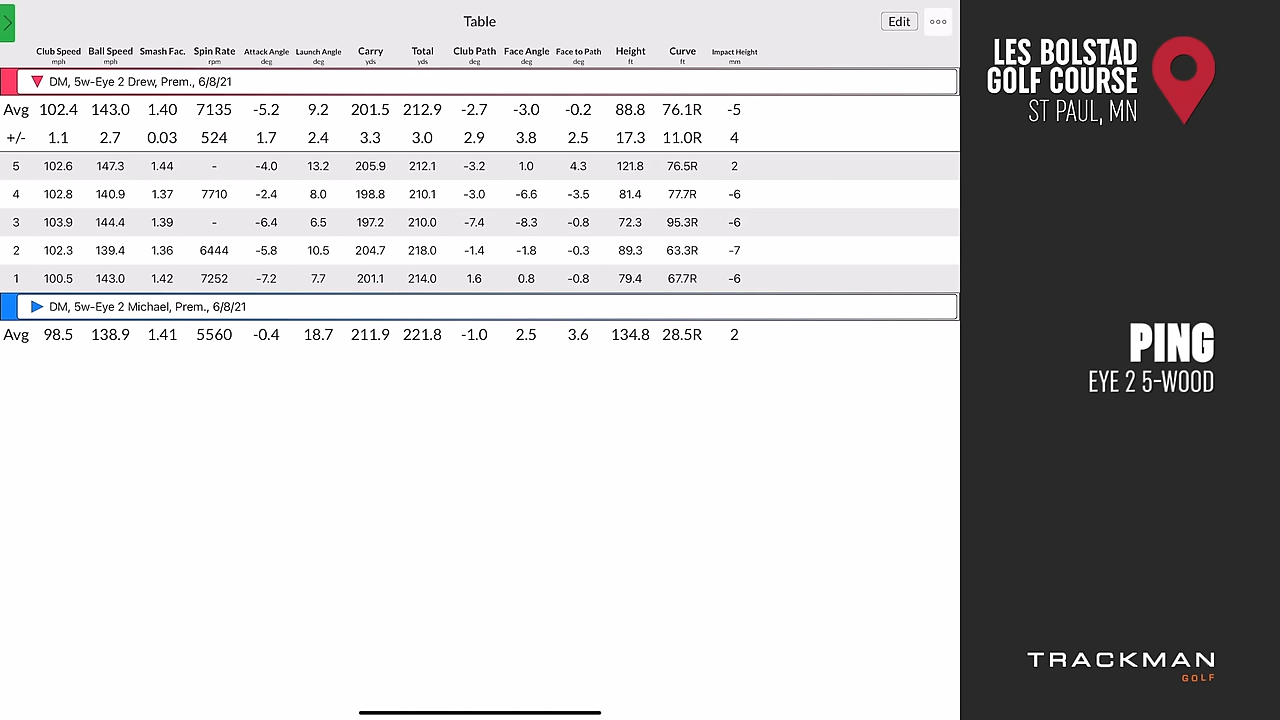 Table
Edit
Club Speed Ball Speed Smash Fac. Spin Rate Attack Angle Launch Angle Carry Total Club Path Face Angle Face to Path Height Curve Impact Height
mph mph rpm deg deg yds yds deg deg deg ft ft mm
DM, 5w-Eye 2 Drew, Prem., 6/8/21
Avg 102.4 143.0 1.40 7135 -5.2 9.2 201.5 212.9 -2.7 -3.0 -0.2 88.8 76.1R -5
+/- 1.1 2.7 0.03 524 1.7 2.4 3.3 3.0 2.9 3.8 2.5 17.3 11.0R 4
5 102.6 147.3 1.44 - -4.0 13.2 205.9 212.1 -3.2 1.0 4.3 121.8 76.5R 2
4 102.8 140.9 1.37 7710 -2.4 8.0 198.8 210.1 -3.0 -6.6 -3.5 81.4 77.7R -6
3 103.9 144.4 1.39 - -6.4 6.5 197.2 210.0 -7.4 -8.3 -0.8 72.3 95.3R -6
2 102.3 139.4 1.36 6444 -5.8 10.5 204.7 218.0 -1.4 -1.8 -0.3 89.3 63.3R -7
1 100.5 143.0 1.42 7252 -7.2 7.7 201.1 214.0 1.6 0.8 -0.8 79.4 67.7R -6
DM, 5w-Eye 2 Michael, Prem., 6/8/21
Avg 98.5 138.9 1.41 5560 -0.4 18.7 211.9 221.8 -1.0 2.5 3.6 134.8 28.5R 2
LES BOLSTAD
GOLF COURSE
ST PAUL, MN
PING
EYE 2 5-WOOD
TRACKMAN
GOLF